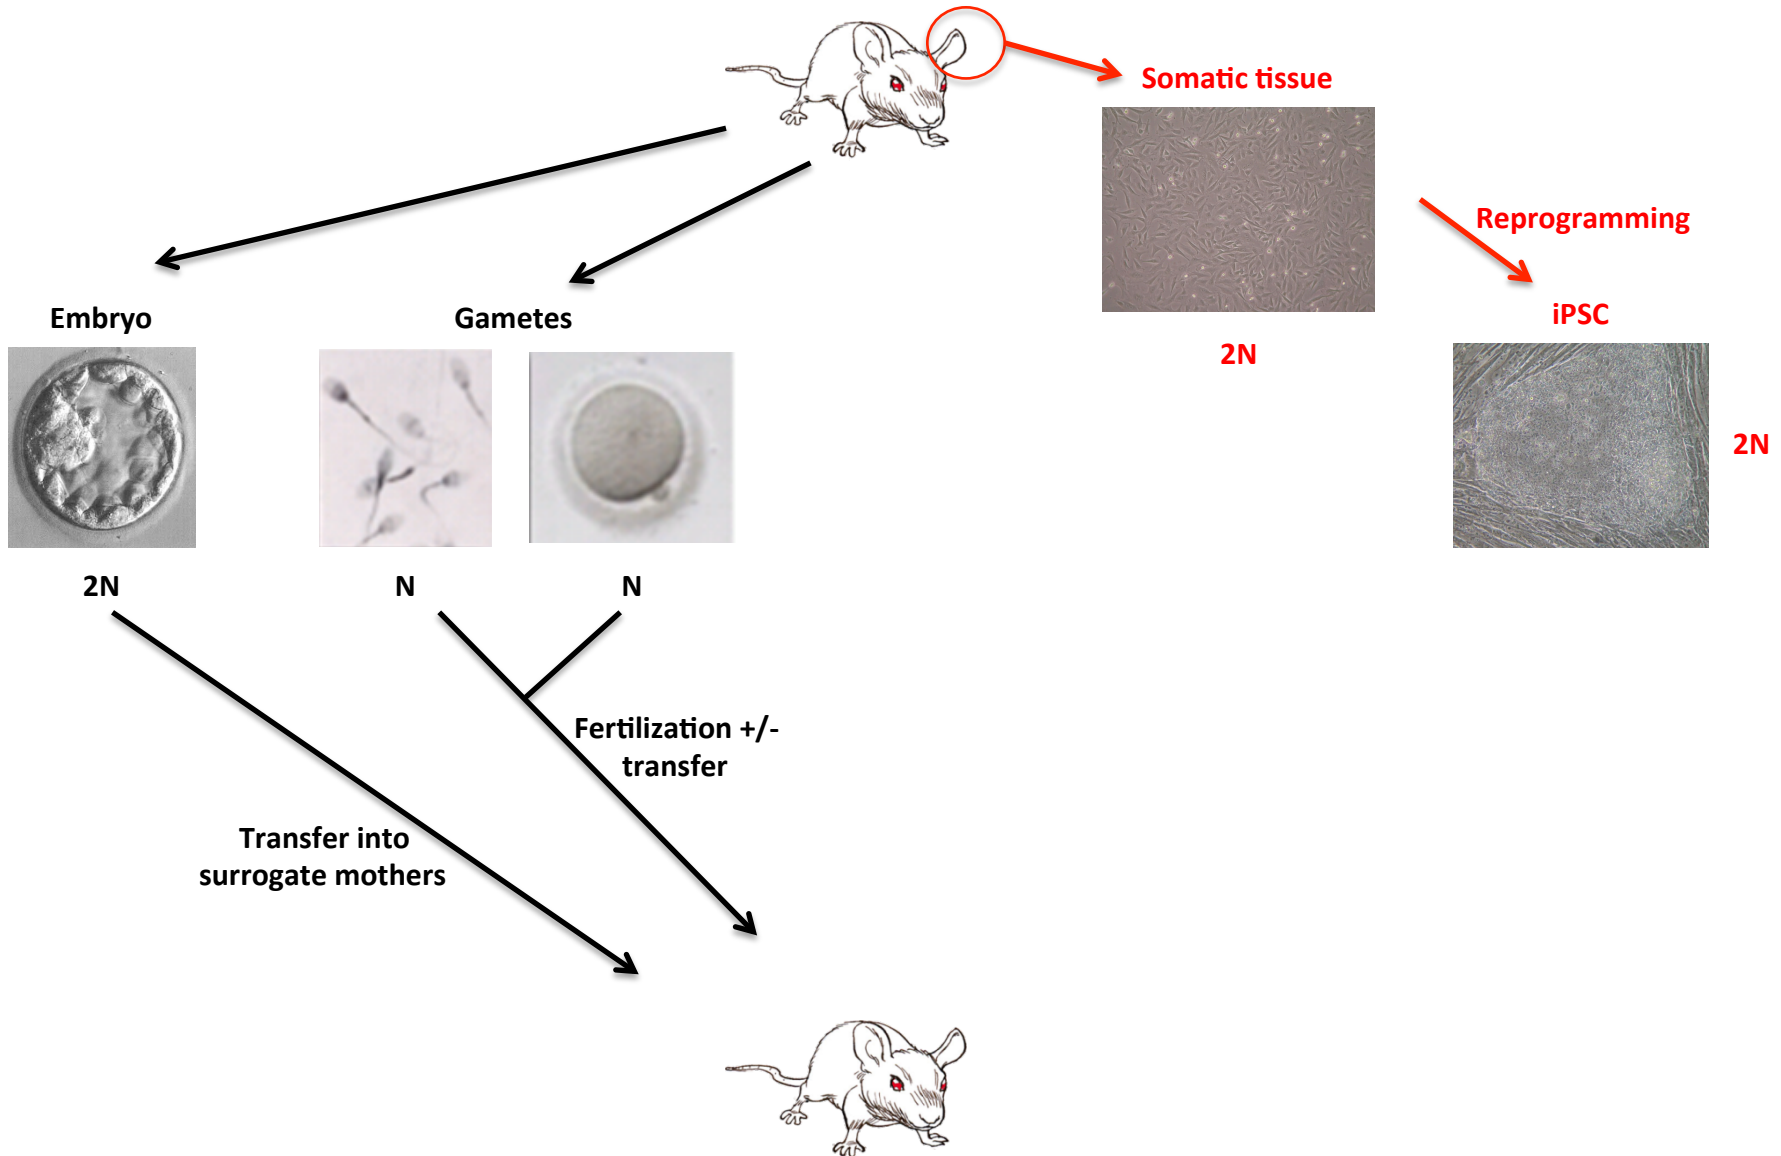 Somatic tissue
Reprogramming
Embryo
Gametes
iPSC
2N
2N
2N
N
N
Fertilization +/-
transfer
Transfer into
surrogate mothers